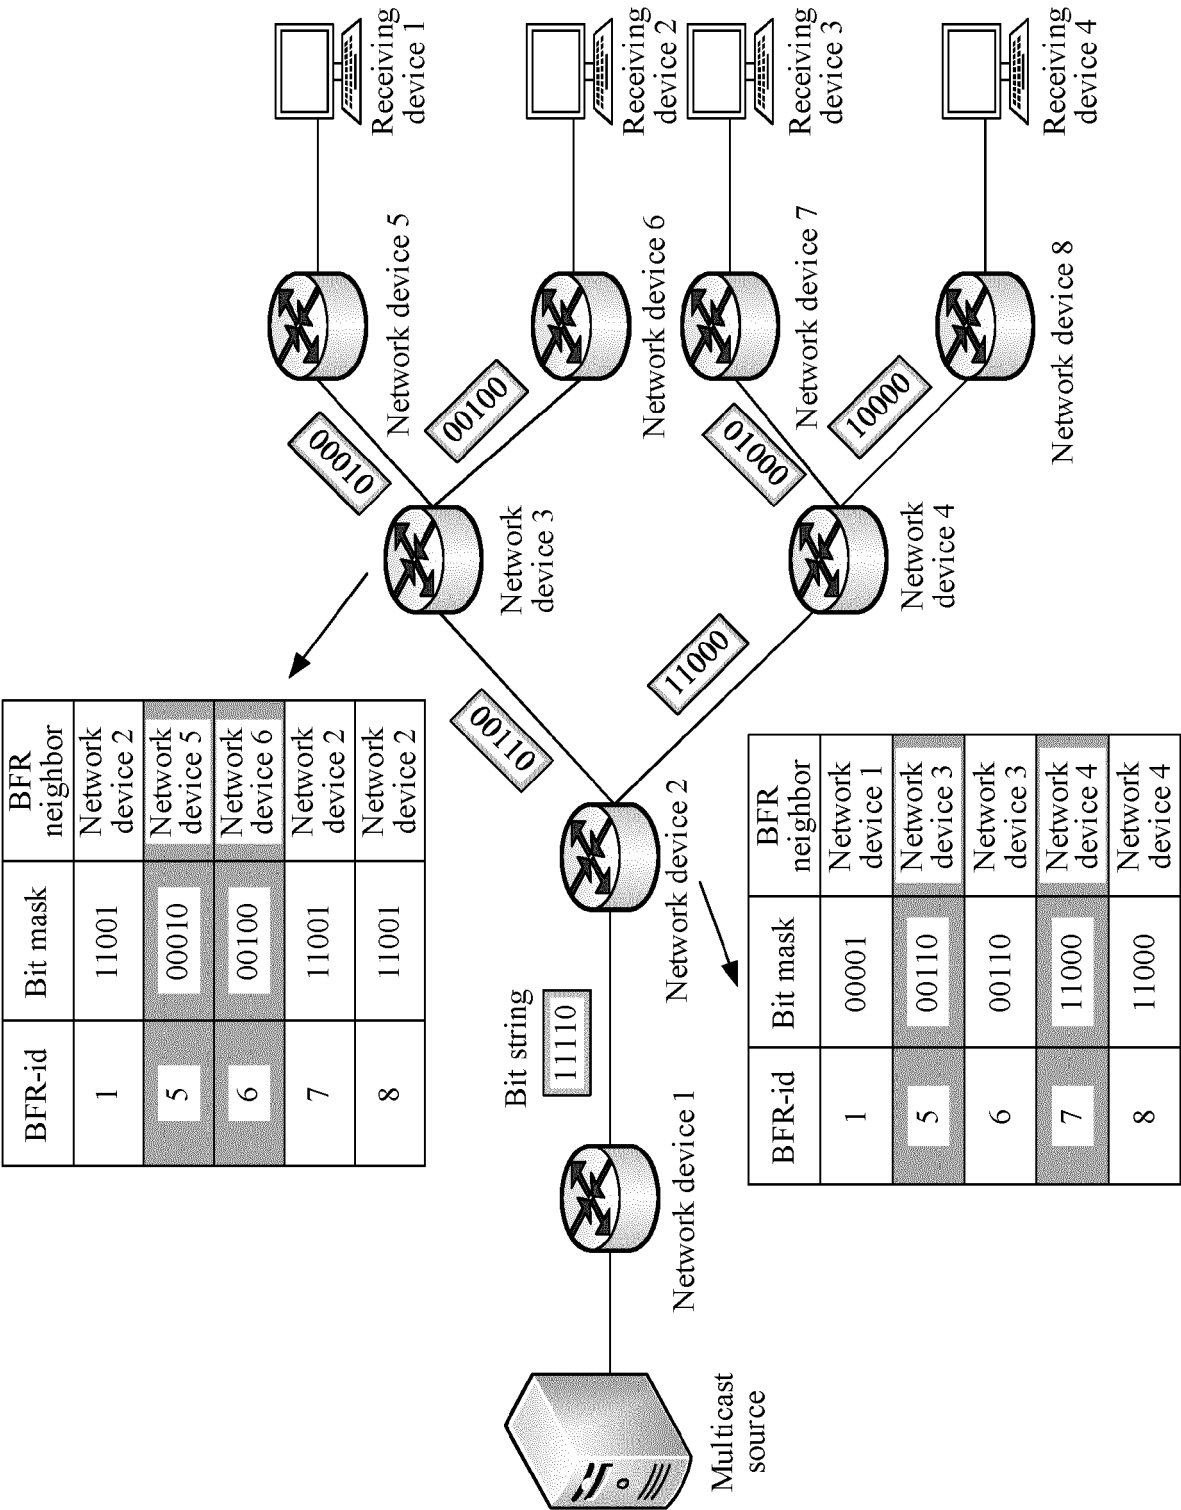 BFR-id
Bit mask
BFR
neighbor
1
11001
Network
device 2
5
00010
Network
device 5
6
00100
Network
device 6
7
11001
Network
device 2
8
11001
Network
device 2
Multicast
source
Network device 1
Bit string
11110
Network device 2
00110
11000
Network
device 3
Network
device 4
00010
00100
01000
10000
Network device 5
Network device 6
Network device 7
Network device 8
Receiving
device 1
Receiving
device 2
Receiving
device 3
Receiving
device 4
BFR-id
Bit mask
BFR
neighbor
1
00001
Network
device 1
5
00110
Network
device 3
6
00110
Network
device 3
7
11000
Network
device 4
8
11000
Network
device 4